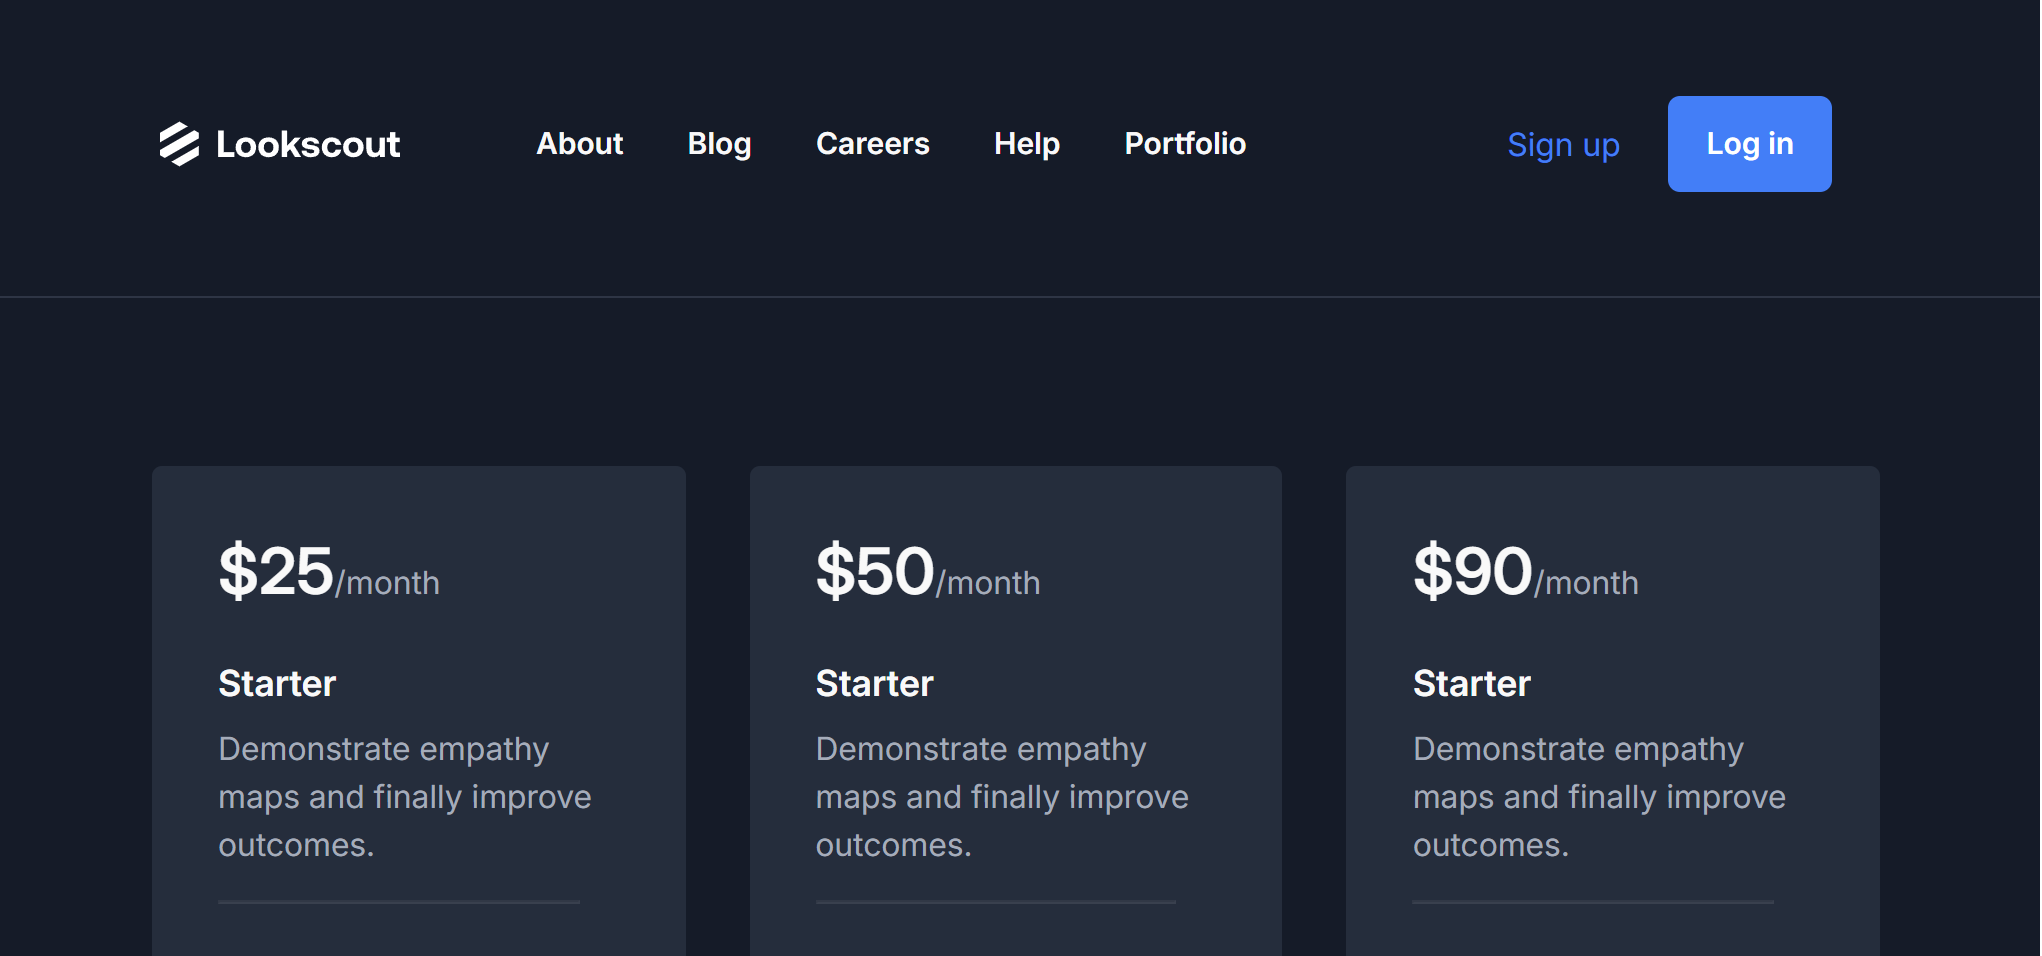 Lookscout About Blog Careers Help Portfolio Sign up Log in
$25/month
Starter
Demonstrate empathy
maps and finally improve
outcomes.
$50/month
Starter
Demonstrate empathy
maps and finally improve
outcomes.
$90/month
Starter
Demonstrate empathy
maps and finally improve
outcomes.